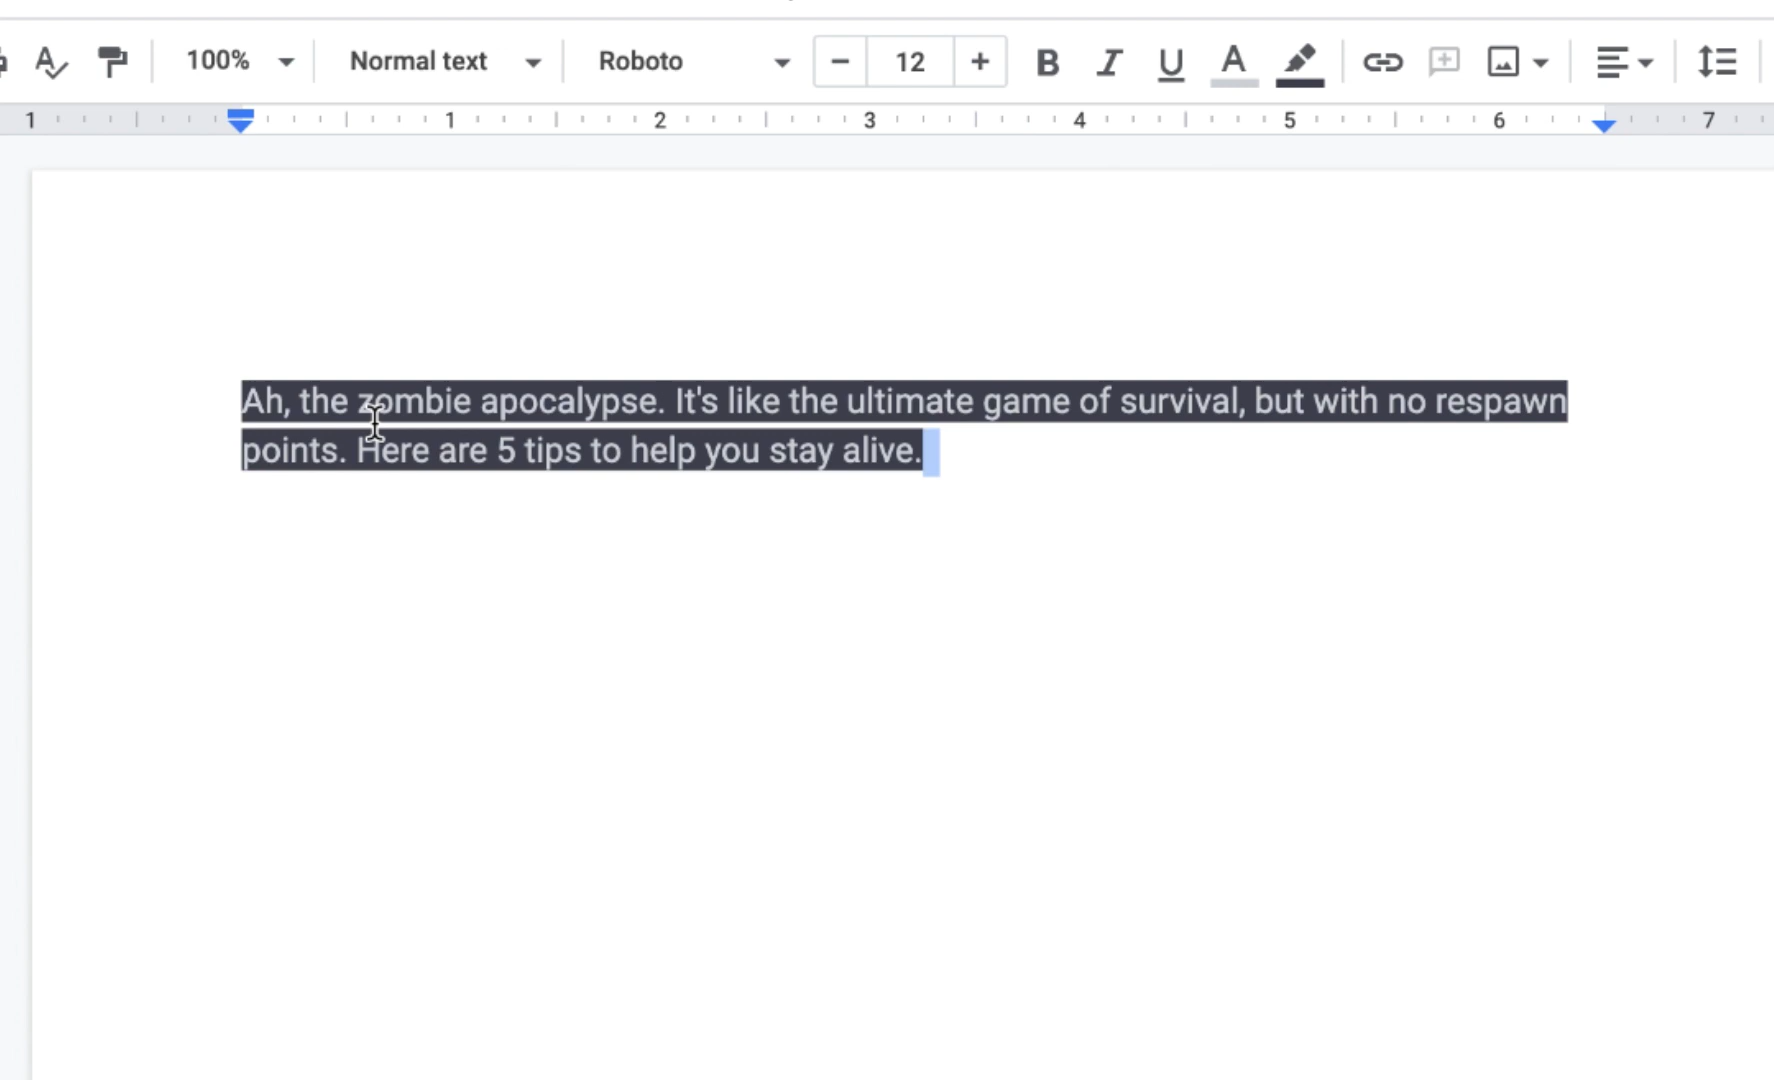 100% Normal text Roboto − 12 + B I U A
1 1 2 3 4 5 6 7
Ah, the zombie apocalypse. It's like the ultimate game of survival, but with no respawn
points. Here are 5 tips to help you stay alive.